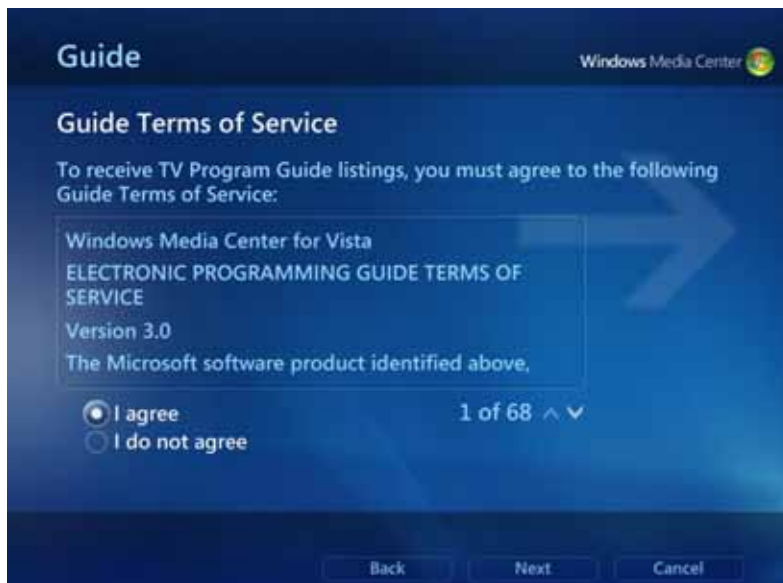 Guide
Windows Media Center
Guide Terms of Service
To receive TV Program Guide listings, you must agree to the following
Guide Terms of Service:
Windows Media Center for Vista
ELECTRONIC PROGRAMMING GUIDE TERMS OF
SERVICE
Version 3.0
The Microsoft software product identified above,
I agree
1 of 68
I do not agree
Back Next Cancel